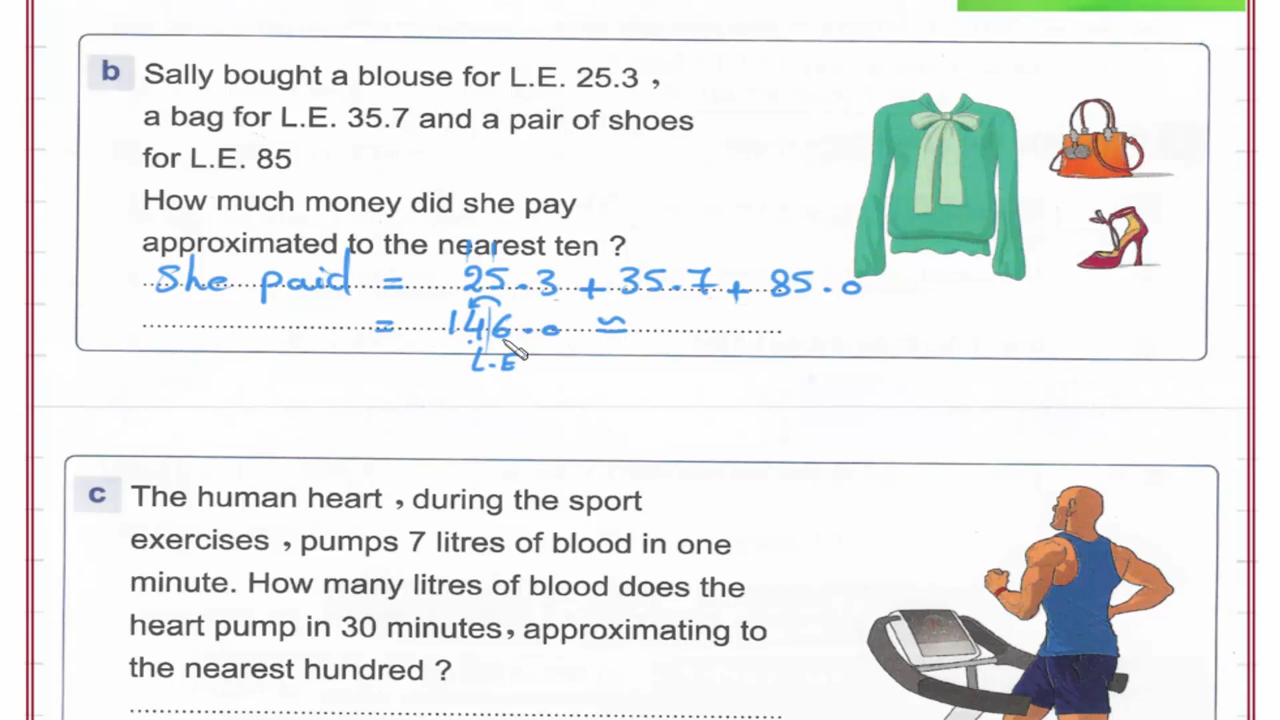 b Sally bought a blouse for L.E. 25.3 ,
a bag for L.E. 35.7 and a pair of shoes
for L.E. 85
How much money did she pay
approximated to the nearest ten ?
She paid = 25.3 + 35.7 + 85.0
= 146.0 ≃
L.E
c The human heart , during the sport
exercises , pumps 7 litres of blood in one
minute. How many litres of blood does the
heart pump in 30 minutes, approximating to
the nearest hundred ?